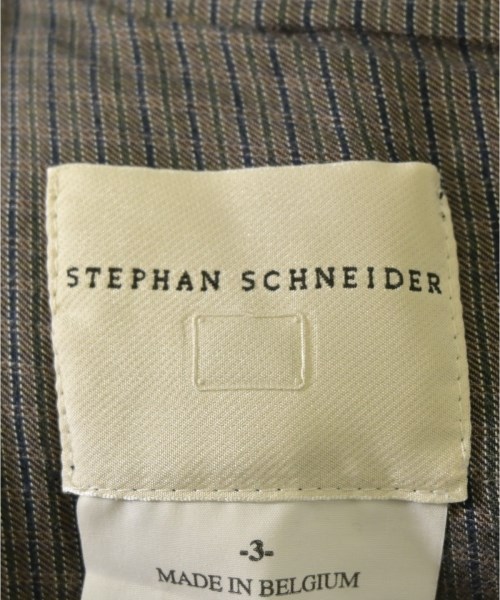 STEPHAN SCHNEIDER
-3-
MADE IN BELGIUM